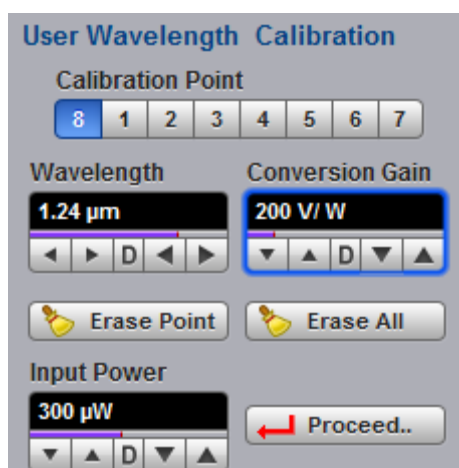 User Wavelength Calibration
Calibration Point
8 1 2 3 4 5 6 7
Wavelength Conversion Gain
1.24 µm 200 V/ W
D D
Erase Point Erase All
Input Power
300 µW
Proceed..
D